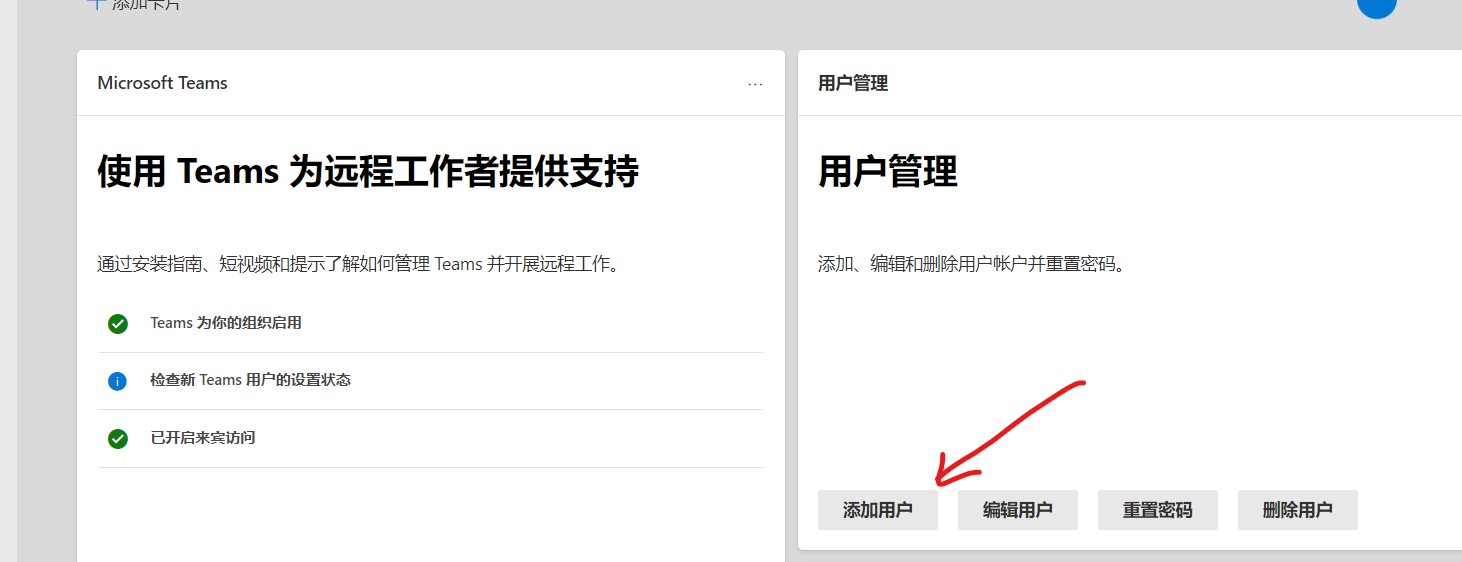 添加卡片
Microsoft Teams
...
用户管理
使用 Teams 为远程工作者提供支持
用户管理
通过安装指南、短视频和提示了解如何管理 Teams 并开展远程工作。
添加、编辑和删除用户帐户并重置密码。
Teams 为你的组织启用
检查新 Teams 用户的设置状态
已开启来宾访问
添加用户
编辑用户
重置密码
删除用户